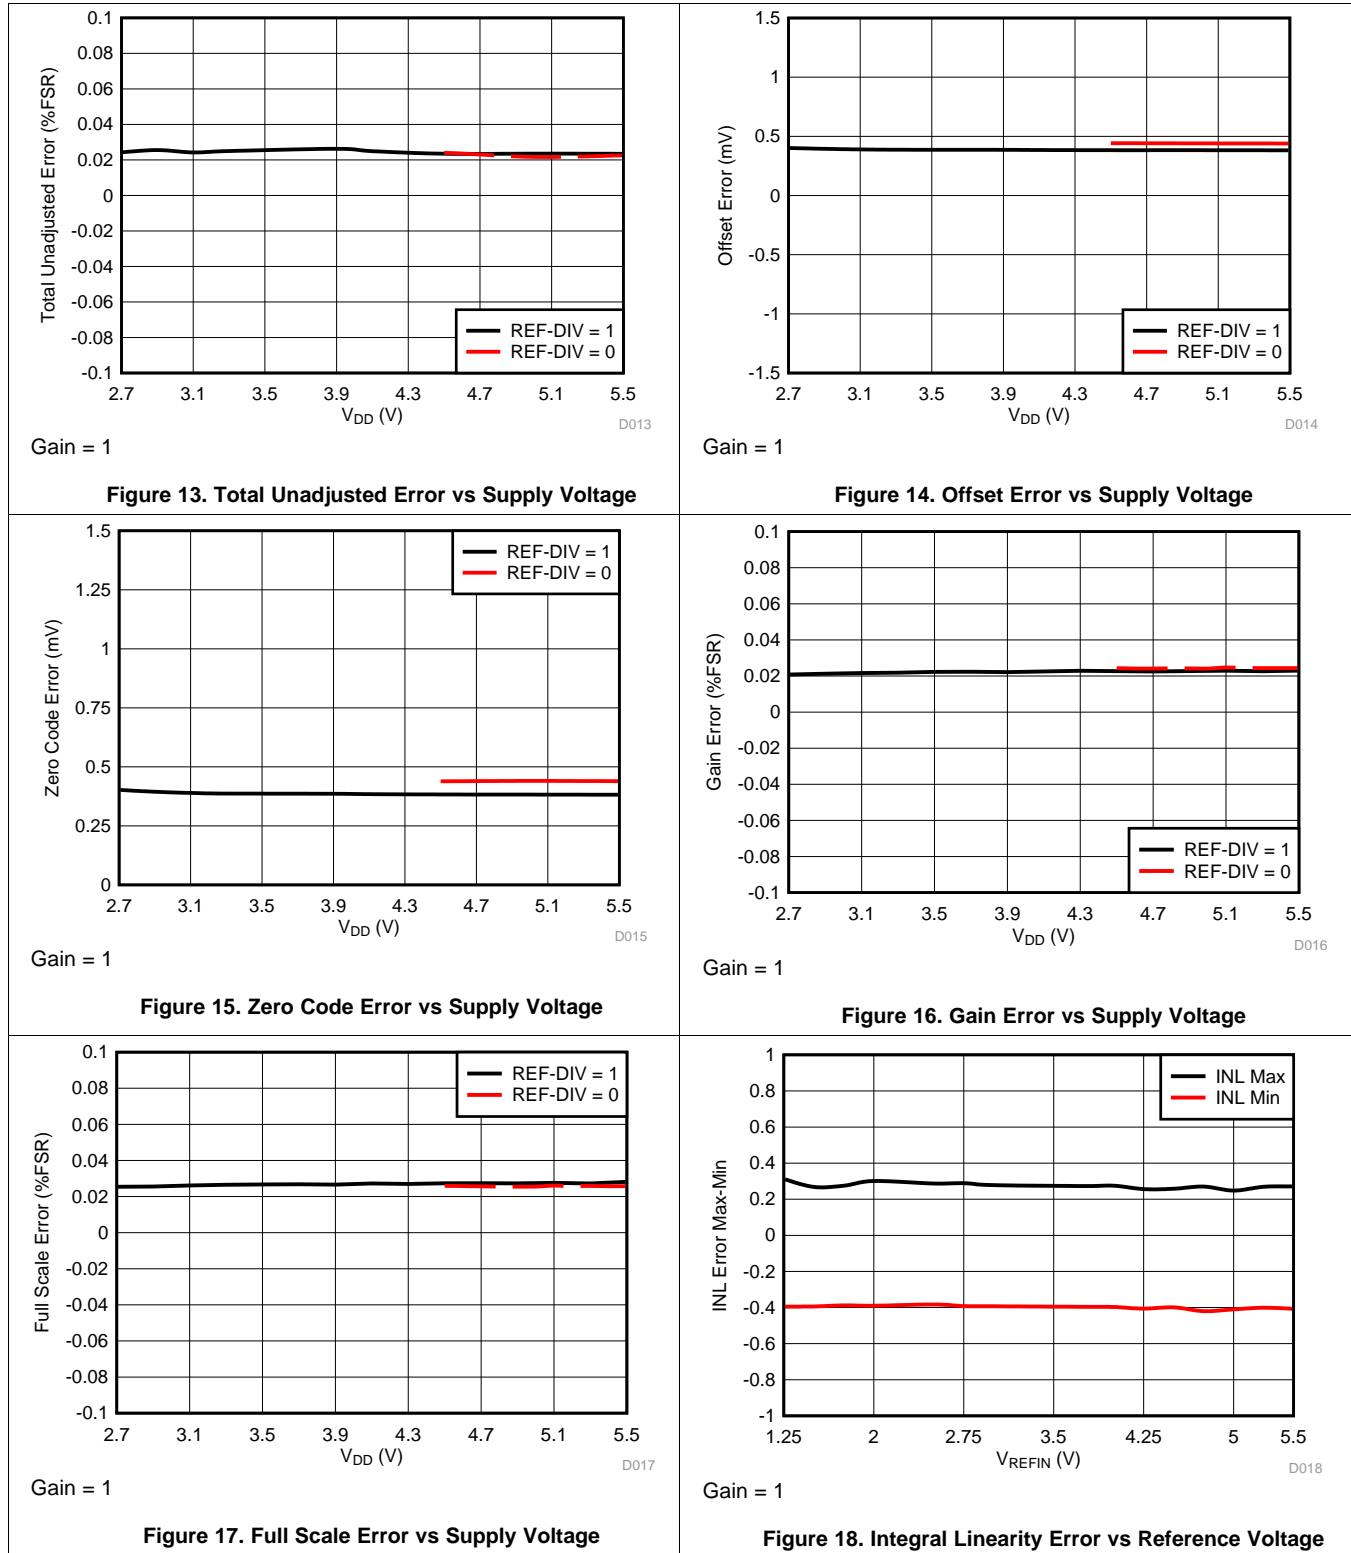 0.1
0.08
0.06
0.04
0.02
0
-0.02
-0.04
-0.06
-0.08
-0.1
Total Unadjusted Error (%FSR)
REF-DIV = 1
REF-DIV = 0
2.7 3.1 3.5 3.9 4.3 4.7 5.1 5.5
VDD (V)
D013
Gain = 1
Figure 13. Total Unadjusted Error vs Supply Voltage
1.5
1
0.5
0
-0.5
-1
-1.5
Offset Error (mV)
REF-DIV = 1
REF-DIV = 0
2.7 3.1 3.5 3.9 4.3 4.7 5.1 5.5
VDD (V)
D014
Gain = 1
Figure 14. Offset Error vs Supply Voltage
1.5
1.25
1
0.75
0.5
0.25
0
Zero Code Error (mV)
REF-DIV = 1
REF-DIV = 0
2.7 3.1 3.5 3.9 4.3 4.7 5.1 5.5
VDD (V)
D015
Gain = 1
Figure 15. Zero Code Error vs Supply Voltage
0.1
0.08
0.06
0.04
0.02
0
-0.02
-0.04
-0.06
-0.08
-0.1
Gain Error (%FSR)
REF-DIV = 1
REF-DIV = 0
2.7 3.1 3.5 3.9 4.3 4.7 5.1 5.5
VDD (V)
D016
Gain = 1
Figure 16. Gain Error vs Supply Voltage
0.1
0.08
0.06
0.04
0.02
0
-0.02
-0.04
-0.06
-0.08
-0.1
Full Scale Error (%FSR)
REF-DIV = 1
REF-DIV = 0
2.7 3.1 3.5 3.9 4.3 4.7 5.1 5.5
VDD (V)
D017
Gain = 1
Figure 17. Full Scale Error vs Supply Voltage
1
0.8
0.6
0.4
0.2
0
-0.2
-0.4
-0.6
-0.8
-1
INL Error Max-Min
INL Max
INL Min
1.25 2 2.75 3.5 4.25 5 5.5
VREFIN (V)
D018
Gain = 1
Figure 18. Integral Linearity Error vs Reference Voltage